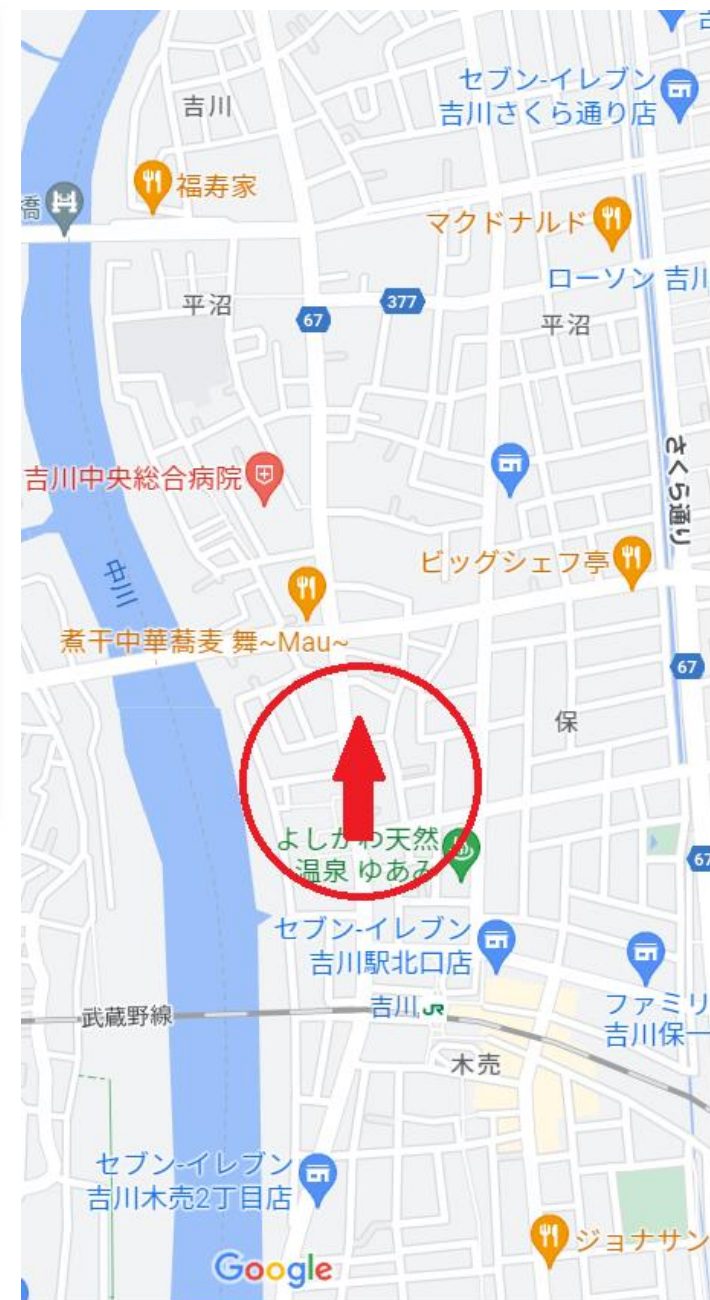 セブン-イレブン
吉川さくら通り店
吉川
福寿家
橋
マクドナルド
ローソン 吉川
平沼
67
377
平沼
さくら通り
吉川中央総合病院
ビッグシェフ亭
中川
煮干中華蕎麦 舞~Mau~
67
保
よしかわ天然
温泉 ゆあみ
67
セブン-イレブン
吉川駅北口店
ファミリ
吉川保一
吉川 JR
武蔵野線
木売
セブン-イレブン
吉川木売2丁目店
ジョナサン
Google